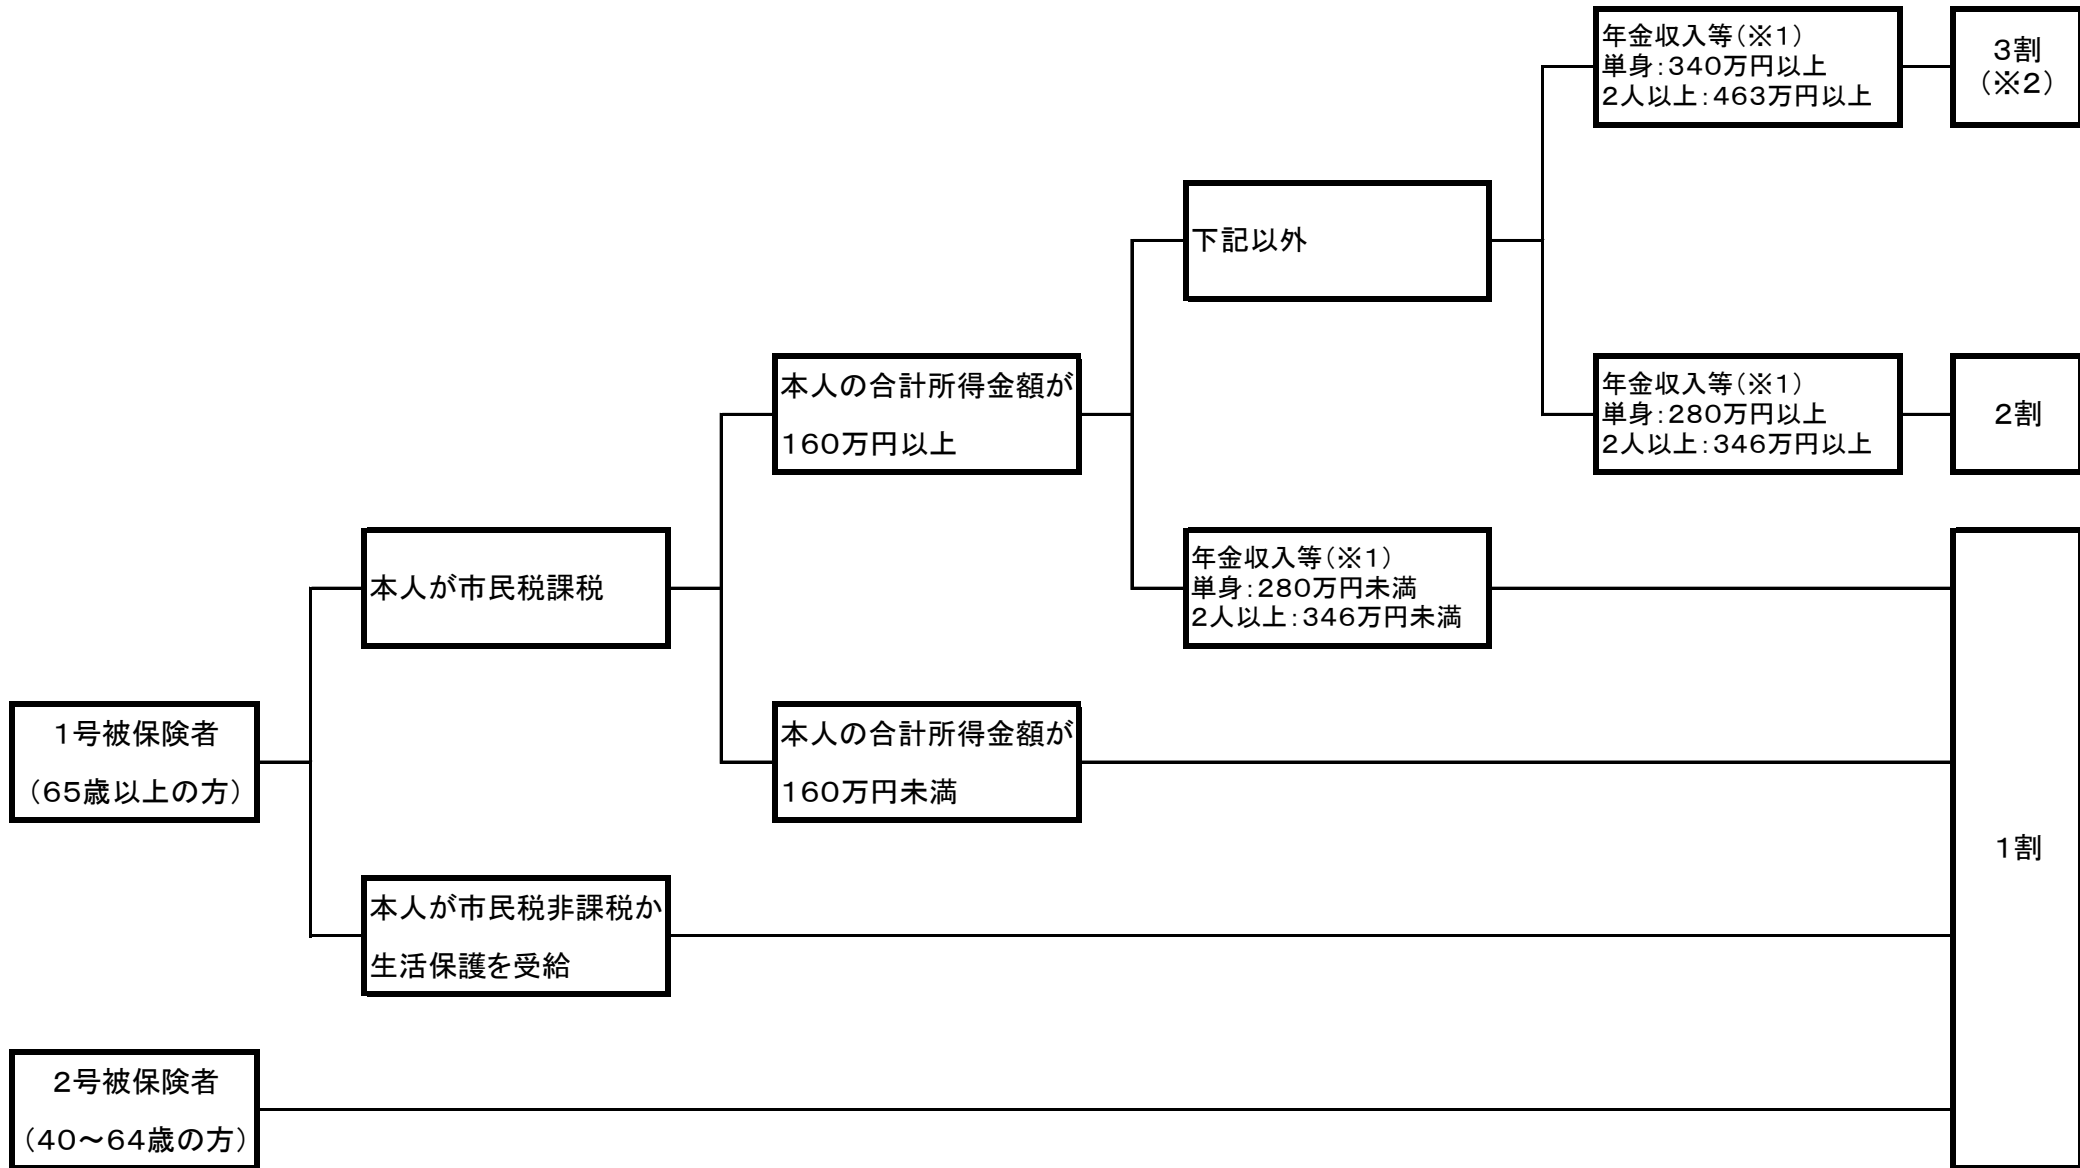 年金収入等(※1)
単身:340万円以上
2人以上:463万円以上
3割
(※2)
下記以外
本人の合計所得金額が
160万円以上
年金収入等(※1)
単身:280万円以上
2人以上:346万円以上
2割
本人が市民税課税
年金収入等(※1)
単身:280万円未満
2人以上:346万円未満
1号被保険者
(65歳以上の方)
本人の合計所得金額が
160万円未満
1割
本人が市民税非課税か
生活保護を受給
2号被保険者
(40~64歳の方)